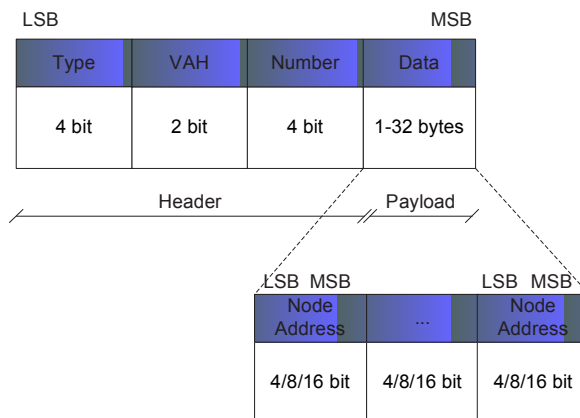 LSB MSB
Type VAH Number Data
4 bit 2 bit 4 bit 1-32 bytes
Header Payload
LSB MSB LSB MSB
Node Address ... Node Address
4/8/16 bit 4/8/16 bit 4/8/16 bit